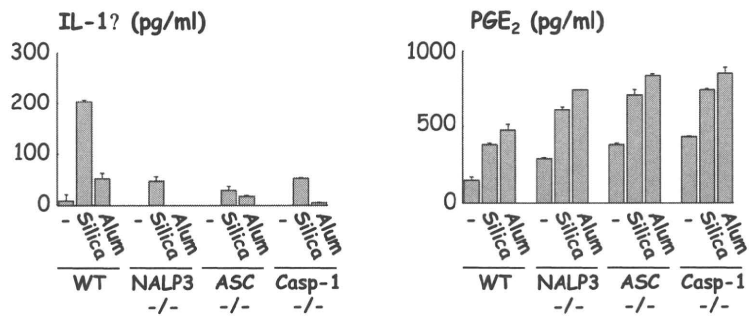 IL-1? (pg/ml)
300
200
100
0
- Silica Alum - Silica Alum - Silica Alum - Silica Alum
WT NALP3 ASC Casp-1
-/- -/- -/-
PGE₂ (pg/ml)
1000
500
0
- Silica Alum - Silica Alum - Silica Alum - Silica Alum
WT NALP3 ASC Casp-1
-/- -/- -/-